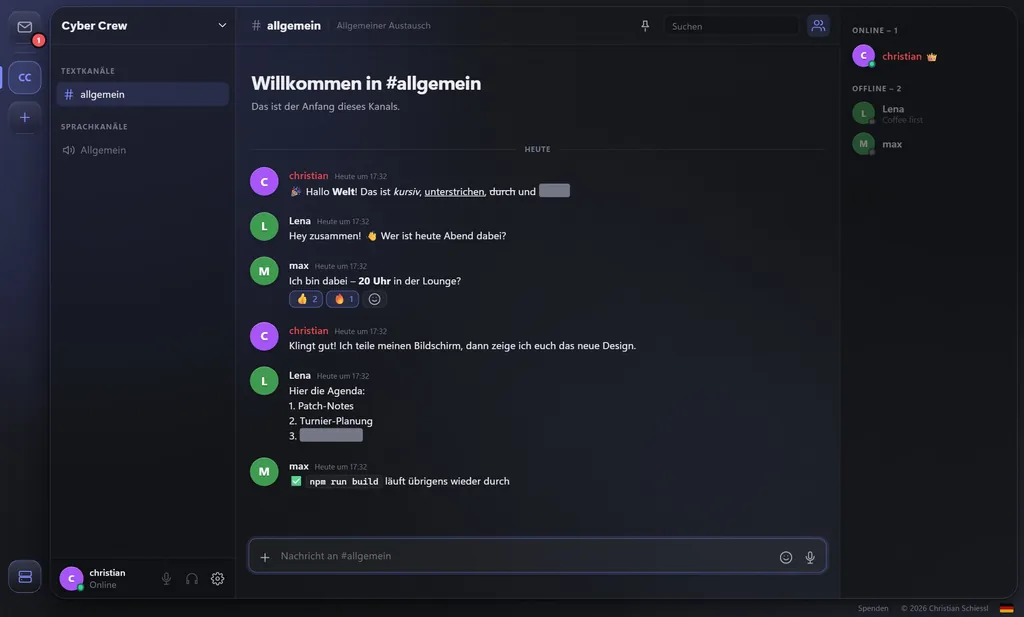 1
CC
Cyber Crew
TEXTKANÄLE
# allgemein
SPRACHKANÄLE
Allgemein
C
christian
Online
# allgemein
Allgemeiner Austausch
Suchen
Willkommen in #allgemein
Das ist der Anfang dieses Kanals.
HEUTE
C
christian Heute um 17:32
🎉 Hallo Welt! Das ist kursiv, unterstrichen, durch und
L
Lena Heute um 17:32
Hey zusammen! 👋 Wer ist heute Abend dabei?
M
max Heute um 17:32
Ich bin dabei – 20 Uhr in der Lounge?
👍 2 🔥 1
C
christian Heute um 17:32
Klingt gut! Ich teile meinen Bildschirm, dann zeige ich euch das neue Design.
L
Lena Heute um 17:32
Hier die Agenda:
1. Patch-Notes
2. Turnier-Planung
3.
M
max Heute um 17:32
✅ npm run build läuft übrigens wieder durch
Nachricht an #allgemein
ONLINE – 1
C
christian 👑
OFFLINE – 2
L
Lena
Coffee first
M
max
Spenden © 2026 Christian Schiessl